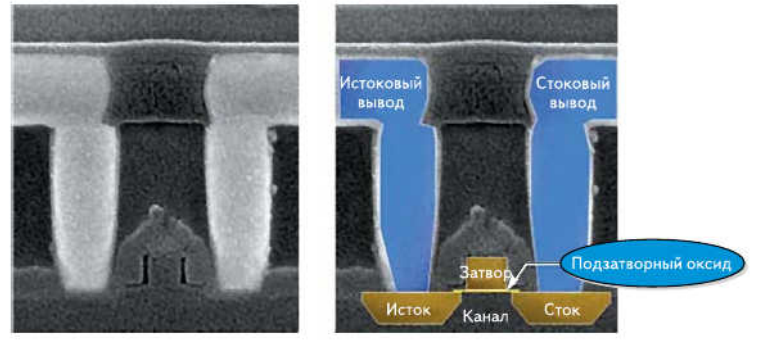 Истоковый
вывод
Стоковый
вывод
Затвор
Подзатворный оксид
Исток
Канал
Сток